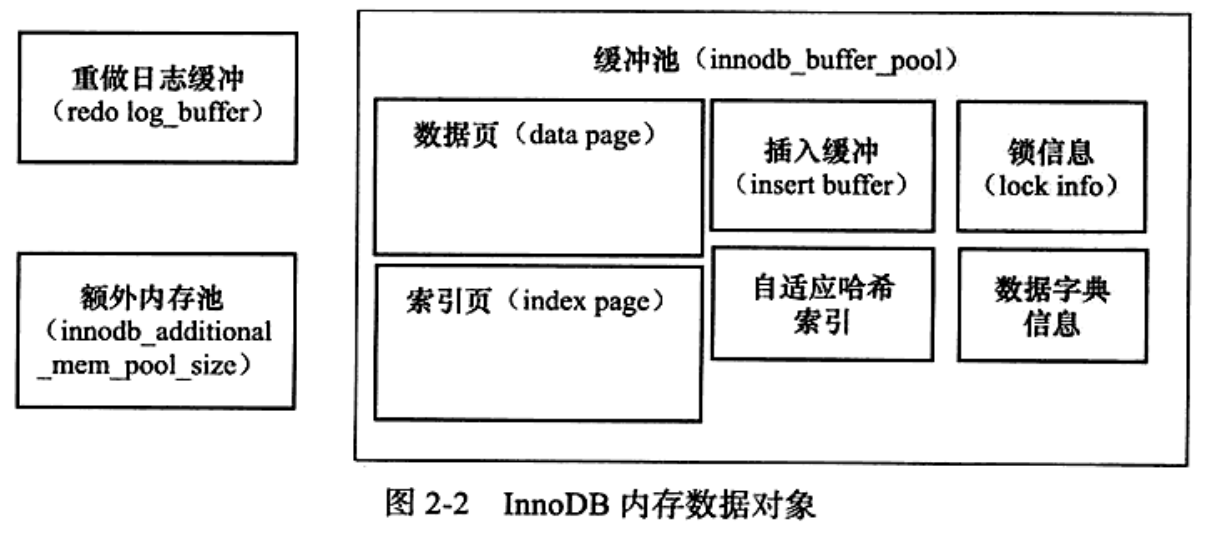 重做日志缓冲
（redo log_buffer）
额外内存池
（innodb_additional
_mem_pool_size）
缓冲池（innodb_buffer_pool）
数据页（data page）
插入缓冲
（insert buffer）
锁信息
（lock info）
索引页（index page）
自适应哈希
索引
数据字典
信息
图 2-2 InnoDB 内存数据对象